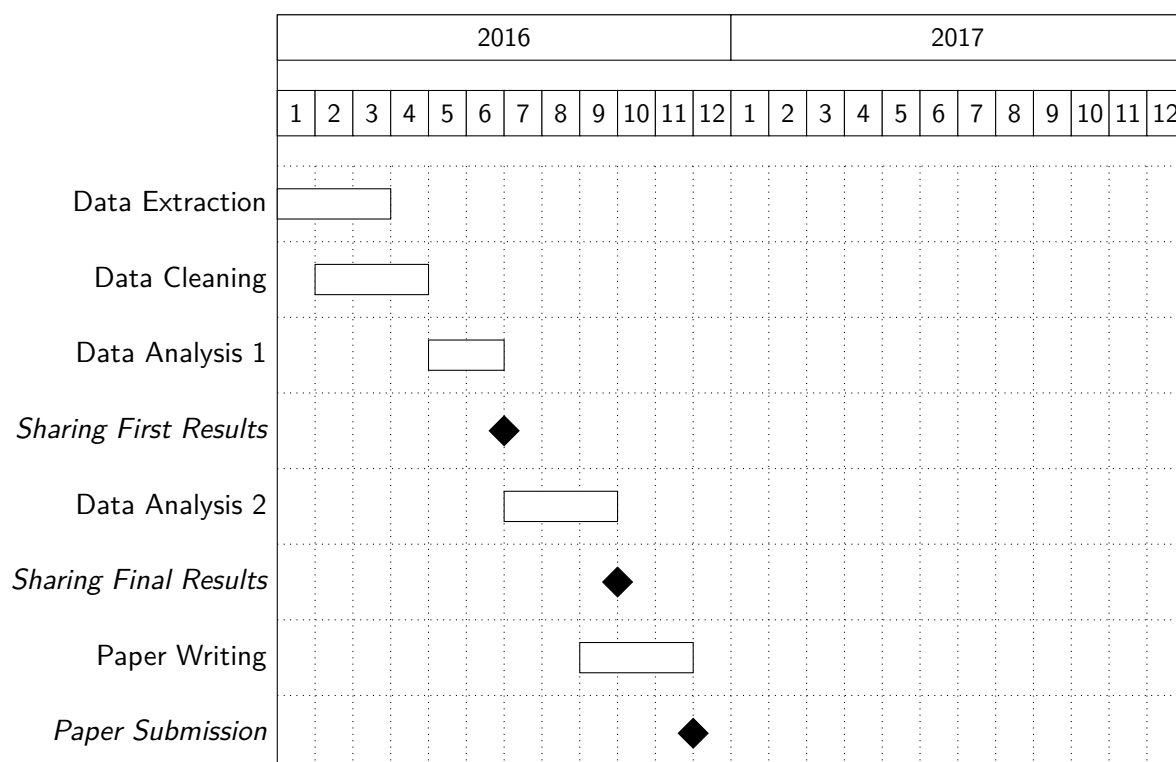 2016 2017
1 2 3 4 5 6 7 8 9 10 11 12 1 2 3 4 5 6 7 8 9 10 11 12
Data Extraction
Data Cleaning
Data Analysis 1
Sharing First Results
Data Analysis 2
Sharing Final Results
Paper Writing
Paper Submission